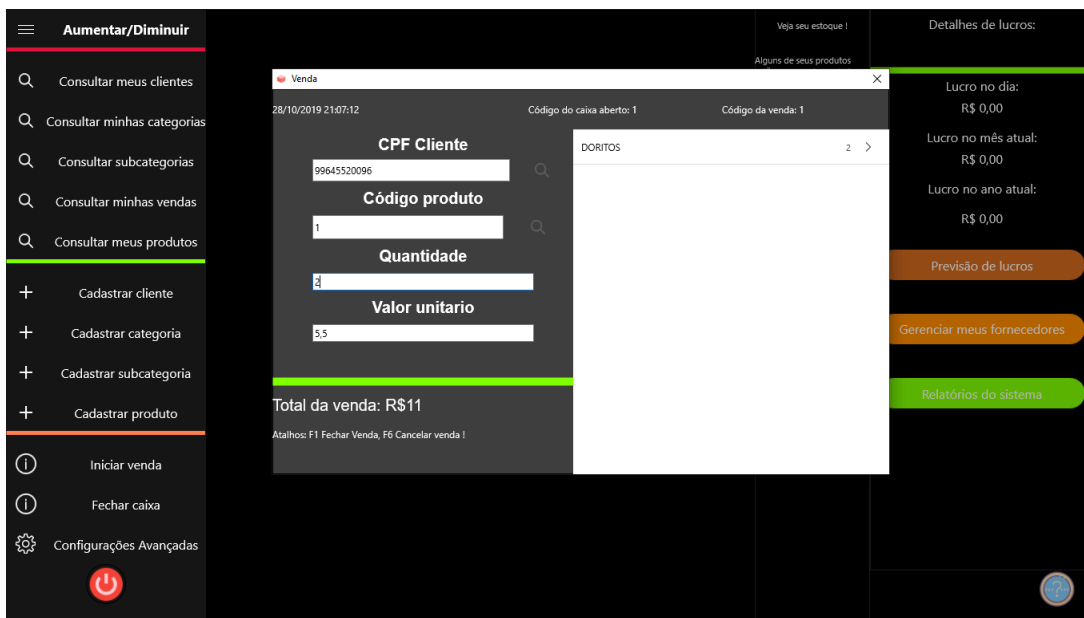 Aumentar/Diminuir
Consultar meus clientes
Consultar minhas categorias
Consultar subcategorias
Consultar minhas vendas
Consultar meus produtos
Cadastrar cliente
Cadastrar categoria
Cadastrar subcategoria
Cadastrar produto
Iniciar venda
Fechar caixa
Configurações Avançadas
Venda
28/10/2019 21:07:12
Código do caixa aberto: 1
Código da venda: 1
CPF Cliente
99645520096
Código produto
1
Quantidade
2
Valor unitario
5,5
Total da venda: R$11
Atalhos: F1 Fechar Venda, F6 Cancelar venda !
DORITOS 2
Veja seu estoque !
Alguns de seus produtos
Detalhes de lucros:
Lucro no dia:
R$ 0,00
Lucro no mês atual:
R$ 0,00
Lucro no ano atual:
R$ 0,00
Previsão de lucros
Gerenciar meus fornecedores
Relatórios do sistema